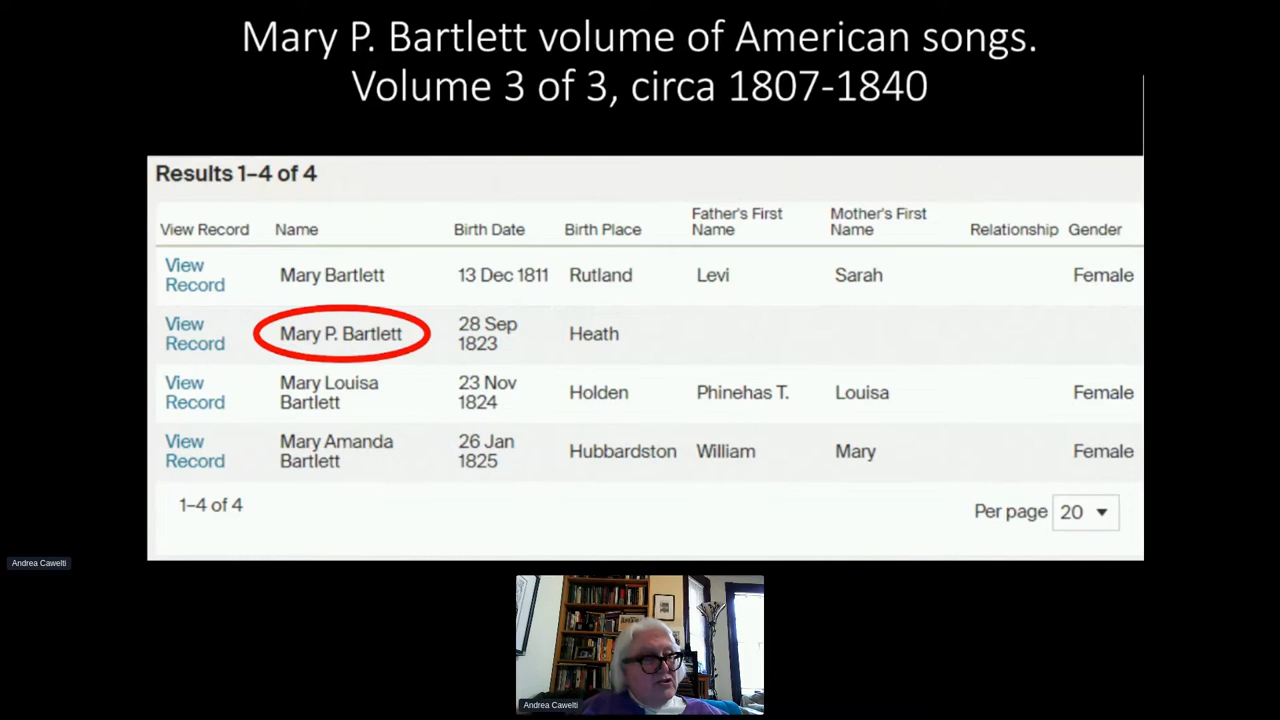 Mary P. Bartlett volume of American songs.
Volume 3 of 3, circa 1807-1840
Results 1–4 of 4
View Record Name Birth Date Birth Place Father's First Name Mother's First Name Relationship Gender
View Record Mary Bartlett 13 Dec 1811 Rutland Levi Sarah Female
View Record Mary P. Bartlett 28 Sep 1823 Heath
View Record Mary Louisa Bartlett 23 Nov 1824 Holden Phinehas T. Louisa Female
View Record Mary Amanda Bartlett 26 Jan 1825 Hubbardston William Mary Female
1–4 of 4
Per page 20
Andrea Cawelti
Andrea Cawelti